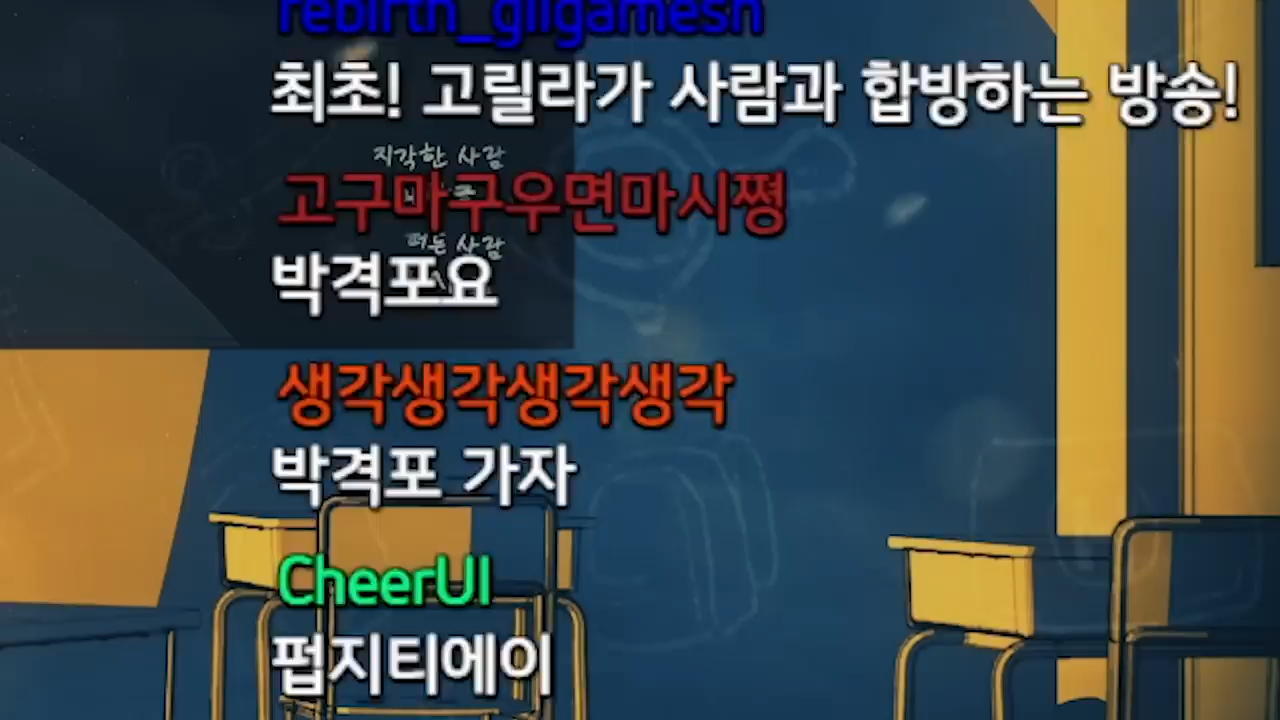 rebirth_gilgamesh
최초! 고릴라가 사람과 합방하는 방송!
지각한 사람
고구마구우면마시쪙
떠든 사람
박격포요
생각생각생각생각
박격포 가자
CheerUI
펍지티에이